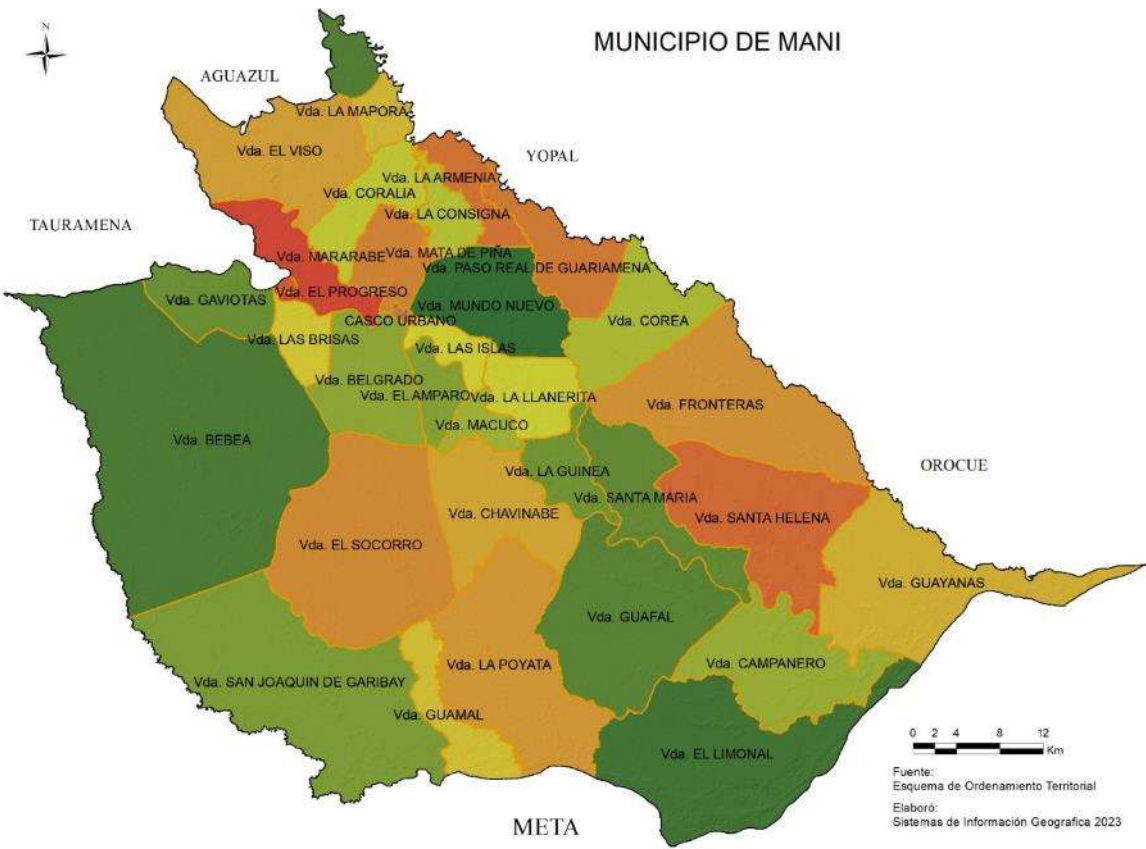 N
MUNICIPIO DE MANI
AGUAZUL
Vda. LA MAPORA
Vda. EL VISO
YOPAL
Vda. LA ARMENIA
Vda. CORALIA
Vda. LA CONSIGNA
TAURAMENA
Vda. MARARABE
Vda. MATA DE PIÑA
Vda. PASO REAL DE GUARIAMENA
Vda. EL PROGRESO
Vda. GAVIOTAS
Vda. MUNDO NUEVO
CASCO URBANO
Vda. COREA
Vda. LAS BRISAS
Vda. LAS ISLAS
Vda. BELGRADO
Vda. EL AMPARO
Vda. LA LLANERITA
Vda. FRONTERAS
Vda. MACUCO
Vda. BEBEA
OROCUE
Vda. LA GUINEA
Vda. SANTA MARIA
Vda. CHAVINABE
Vda. SANTA HELENA
Vda. EL SOCORRO
Vda. GUAYANAS
Vda. GUAFAL
Vda. LA POYATA
Vda. CAMPANERO
Vda. SAN JOAQUIN DE GARIBAY
Vda. GUAMAL
Vda. EL LIMONAL
0 2 4 8 12
Km
Fuente:
Esquema de Ordenamiento Territorial
Elaboró:
Sistemas de Información Geografica 2023
META